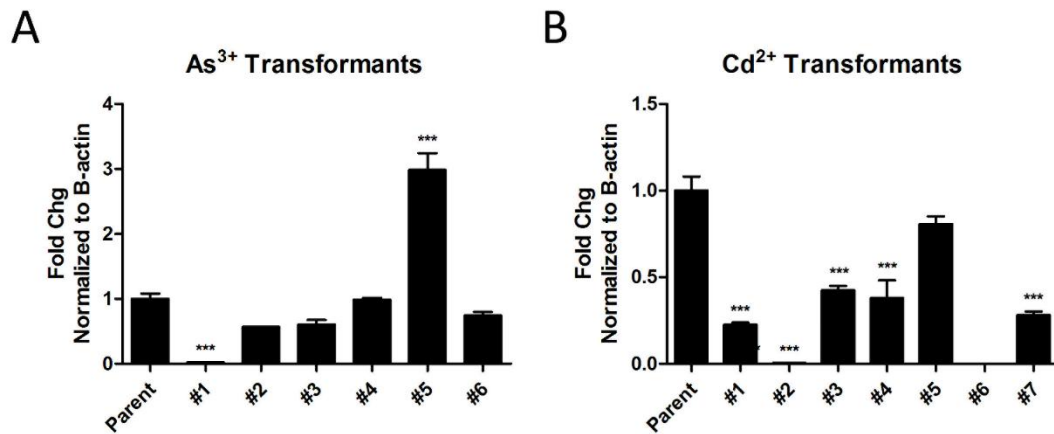 A
As³⁺ Transformants
Fold Chg
Normalized to B-actin
4
3
2
1
0
***
***
Parent
#1
#2
#3
#4
#5
#6
B
Cd²⁺ Transformants
Fold Chg
Normalized to B-actin
1.5
1.0
0.5
0.0
***
***
***
***
***
Parent
#1
#2
#3
#4
#5
#6
#7